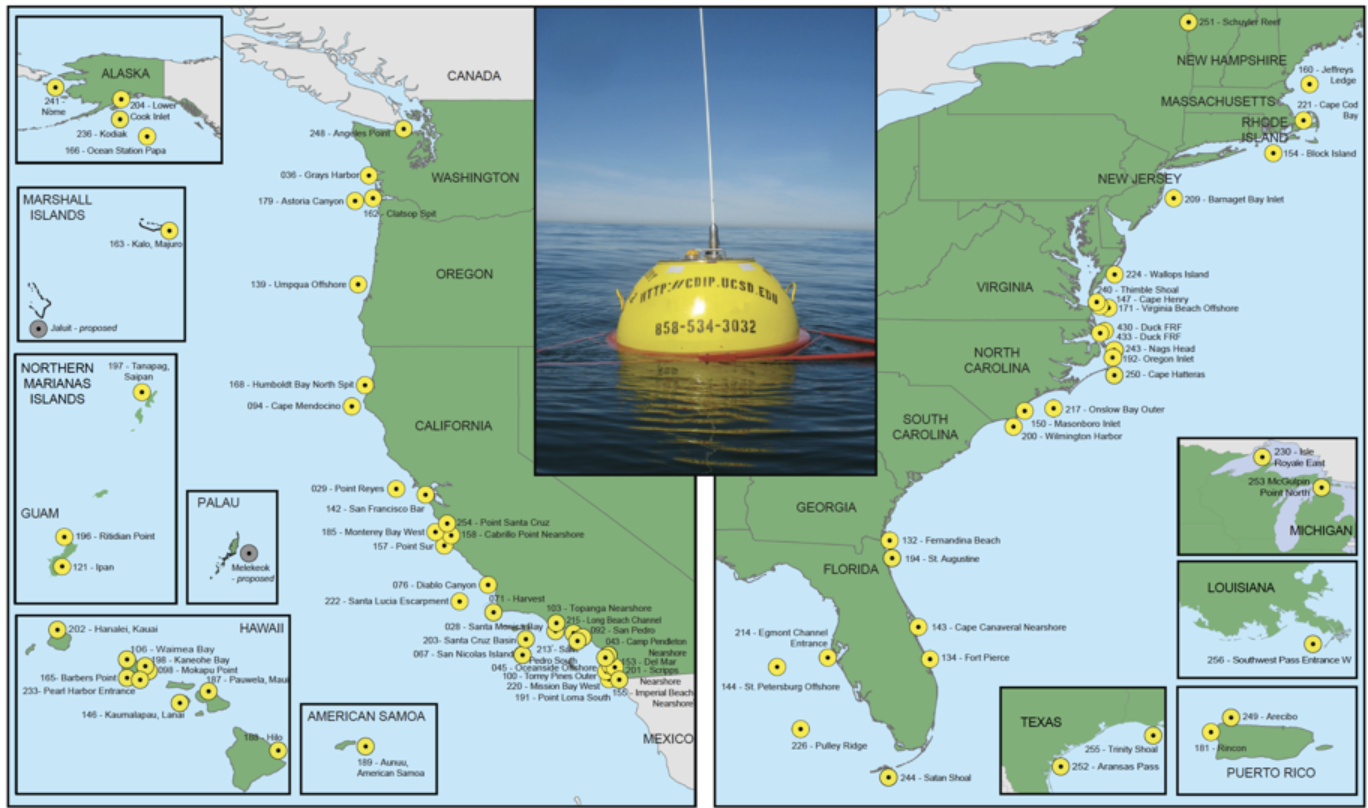 ALASKA
241 -
Nome
204 - Lower
Cook Inlet
236 - Kodiak
166 - Ocean Station Papa
MARSHALL
ISLANDS
163 - Kalo, Majuro
Jaluit - proposed
NORTHERN
MARIANAS
ISLANDS
197 - Tanapag,
Saipan
GUAM
196 - Ritidian Point
121 - Ipan
PALAU
Melekeok
- proposed
HAWAII
202 - Hanalei, Kauai
106 - Waimea Bay
198 - Kaneohe Bay
098 - Mokapu Point
165- Barbers Point
187 - Pauwela, Maui
233- Pearl Harbor Entrance
146 - Kaumalapau, Lanai
188 - Hilo
AMERICAN SAMOA
189 - Aunuu,
American Samoa
CANADA
248 - Angeles Point
036 - Grays Harbor
WASHINGTON
179 - Astoria Canyon
162 - Clatsop Spit
OREGON
139 - Umpqua Offshore
168 - Humboldt Bay North Spit
094 - Cape Mendocino
CALIFORNIA
029 - Point Reyes
142 - San Francisco Bar
254 - Point Santa Cruz
185 - Monterey Bay West
158 - Cabrillo Point Nearshore
157 - Point Sur
076 - Diablo Canyon
071 - Harvest
222 - Santa Lucia Escarpment
103 - Topanga Nearshore
215 - Long Beach Channel
028 - Santa Monica Bay
092 - San Pedro
203- Santa Cruz Basin
213 - San
Pedro South
043 - Camp Pendleton
Nearshore
067 - San Nicolas Island
045 - Oceanside Offshore
153 - Del Mar
Nearshore
100 - Torrey Pines Outer
201 - Scripps
Nearshore
220 - Mission Bay West
155 - Imperial Beach
Nearshore
191 - Point Loma South
MEXICO
HTTP://CDIP.UCSD.EDU
858-534-3032
251 - Schuyler Reef
NEW HAMPSHIRE
160 - Jeffreys
Ledge
MASSACHUSETTS
221 - Cape Cod
Bay
RHODE
ISLAND
154 - Block Island
NEW JERSEY
209 - Barnaget Bay Inlet
224 - Wallops Island
VIRGINIA
240 - Thimble Shoal
147 - Cape Henry
171 - Virginia Beach Offshore
430 - Duck FRF
433 - Duck FRF
243 - Nags Head
192- Oregon Inlet
NORTH
CAROLINA
250 - Cape Hatteras
217 - Onslow Bay Outer
150 - Masonboro Inlet
200 - Wilmington Harbor
SOUTH
CAROLINA
GEORGIA
132 - Fernandina Beach
194 - St. Augustine
FLORIDA
143 - Cape Canaveral Nearshore
214 - Egmont Channel
Entrance
134 - Fort Pierce
144 - St. Petersburg Offshore
226 - Pulley Ridge
244 - Satan Shoal
230 - Isle
Royale East
253 McGulpin
Point North
MICHIGAN
LOUISIANA
256 - Southwest Pass Entrance W
TEXAS
255 - Trinity Shoal
252 - Aransas Pass
249 - Arecibo
181 - Rincon
PUERTO RICO